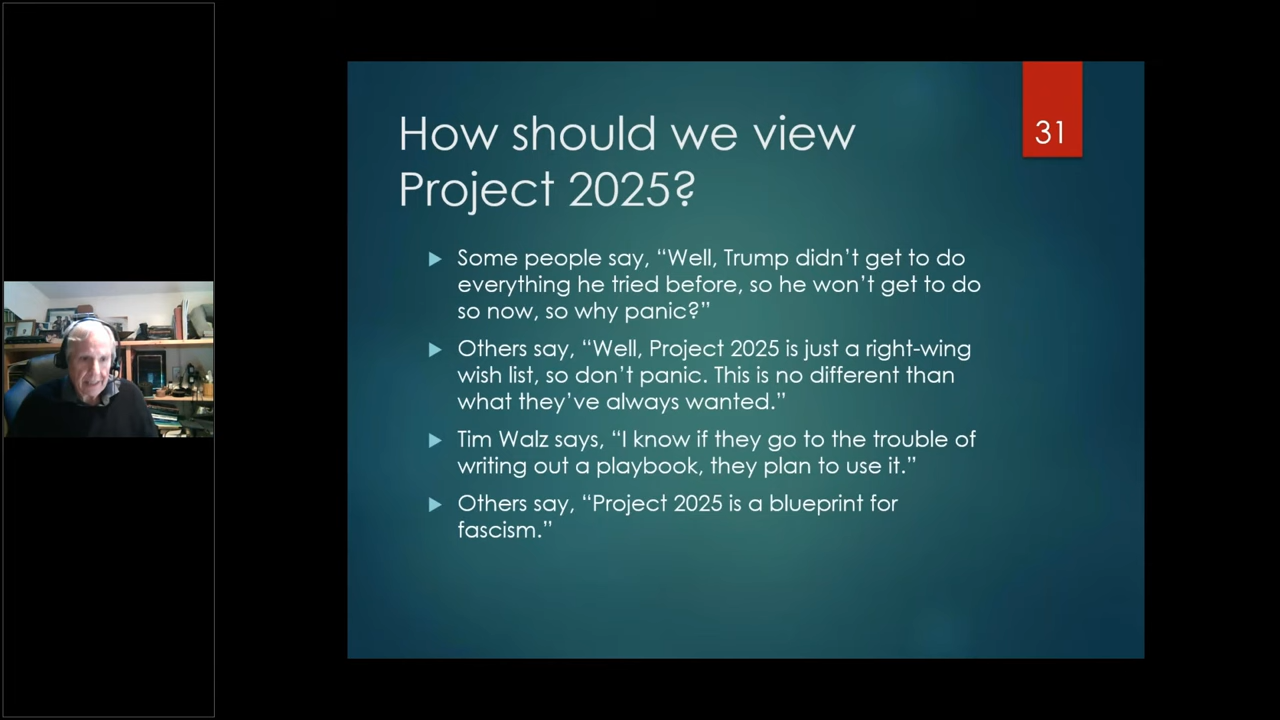 How should we view
Project 2025?
31
Some people say, “Well, Trump didn’t get to do
everything he tried before, so he won’t get to do
so now, so why panic?”
Others say, “Well, Project 2025 is just a right-wing
wish list, so don’t panic. This is no different than
what they’ve always wanted.”
Tim Walz says, “I know if they go to the trouble of
writing out a playbook, they plan to use it.”
Others say, “Project 2025 is a blueprint for
fascism.”